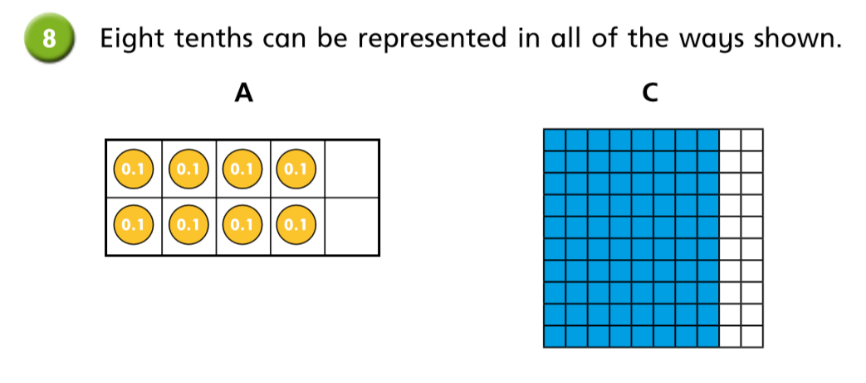 8 Eight tenths can be represented in all of the ways shown.
A C
0.1 0.1 0.1 0.1
0.1 0.1 0.1 0.1